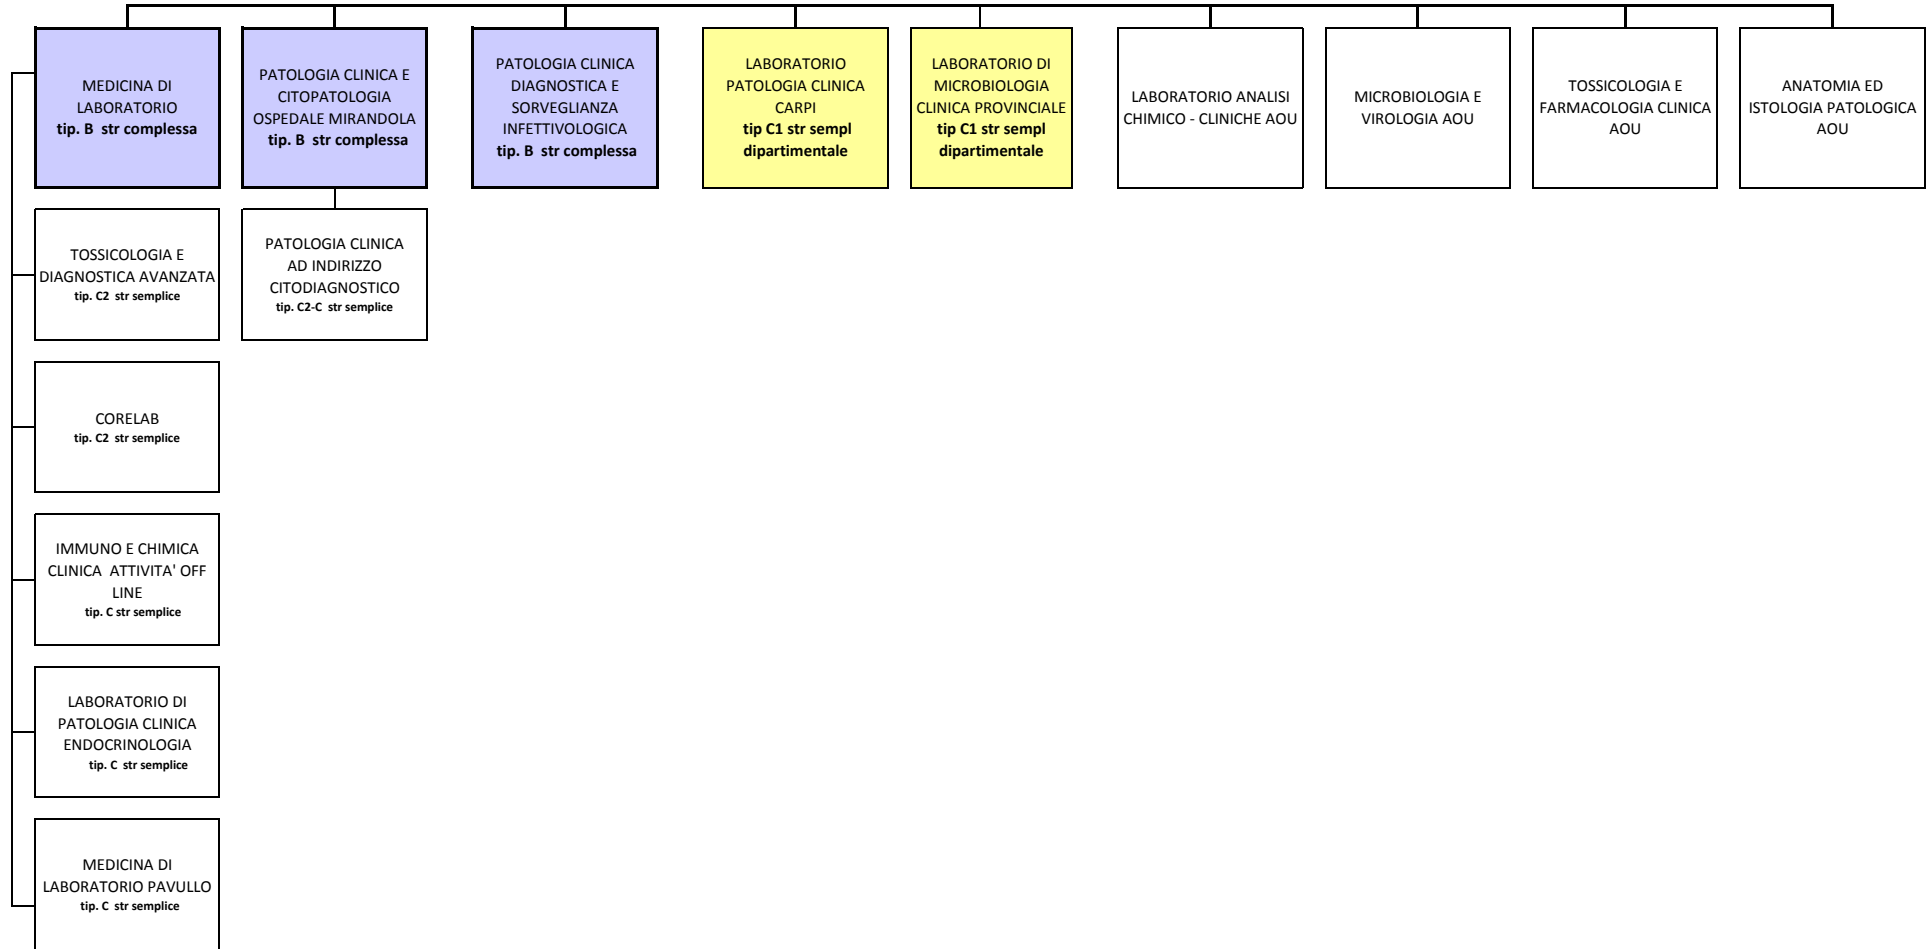 MEDICINA DI
LABORATORIO
tip. B str complessa
PATOLOGIA CLINICA E
CITOPATOLOGIA
OSPEDALE MIRANDOLA
tip. B str complessa
PATOLOGIA CLINICA
DIAGNOSTICA E
SORVEGLIANZA
INFETTIVOLOGICA
tip. B str complessa
LABORATORIO
PATOLOGIA CLINICA
CARPI
tip C1 str sempl
dipartimentale
LABORATORIO DI
MICROBIOLOGIA
CLINICA PROVINCIALE
tip C1 str sempl
dipartimentale
LABORATORIO ANALISI
CHIMICO - CLINICHE AOU
MICROBIOLOGIA E
VIROLOGIA AOU
TOSSICOLOGIA E
FARMACOLOGIA CLINICA
AOU
ANATOMIA ED
ISTOLOGIA PATOLOGICA
AOU
TOSSICOLOGIA E
DIAGNOSTICA AVANZATA
tip. C2 str semplice
PATOLOGIA CLINICA
AD INDIRIZZO
CITODIAGNOSTICO
tip. C2-C str semplice
CORELAB
tip. C2 str semplice
IMMUNO E CHIMICA
CLINICA ATTIVITA' OFF
LINE
tip. C str semplice
LABORATORIO DI
PATOLOGIA CLINICA
ENDOCRINOLOGIA
tip. C str semplice
MEDICINA DI
LABORATORIO PAVULLO
tip. C str semplice